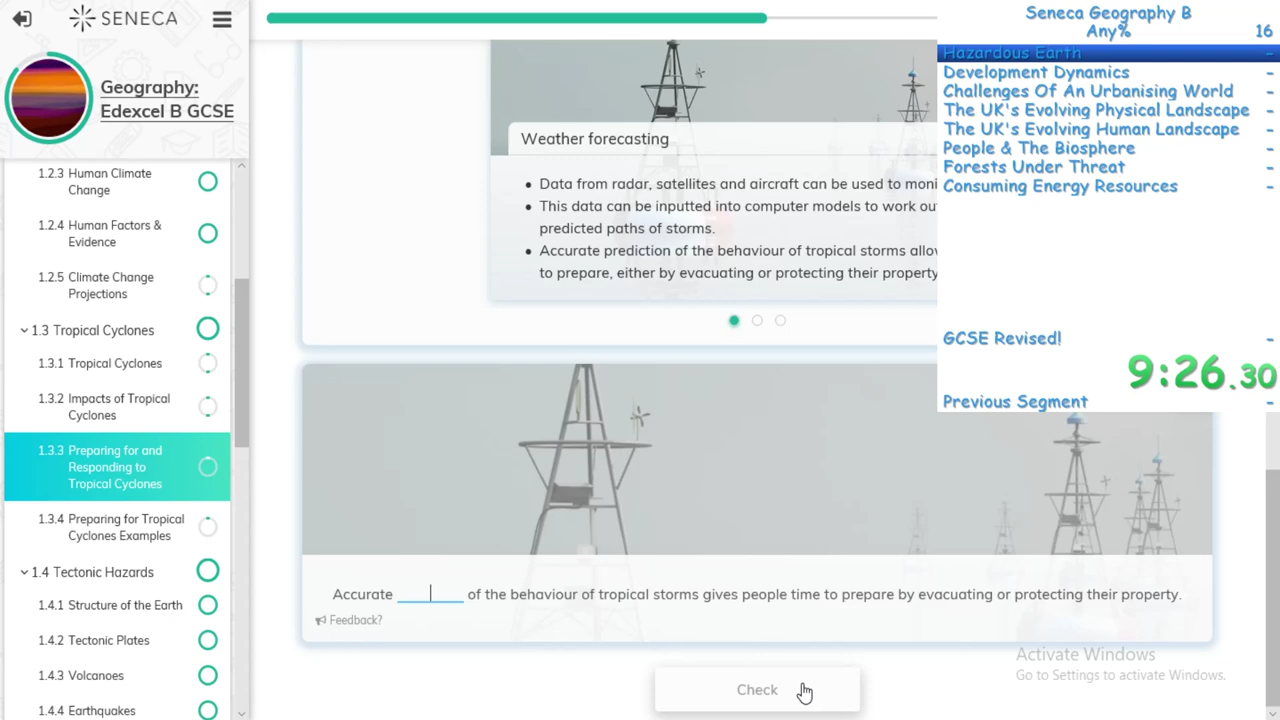 SENECA
Geography:
Edexcel B GCSE
1.2.3 Human Climate
Change
1.2.4 Human Factors &
Evidence
1.2.5 Climate Change
Projections
1.3 Tropical Cyclones
1.3.1 Tropical Cyclones
1.3.2 Impacts of Tropical
Cyclones
1.3.3 Preparing for and
Responding to
Tropical Cyclones
1.3.4 Preparing for Tropical
Cyclones Examples
1.4 Tectonic Hazards
1.4.1 Structure of the Earth
1.4.2 Tectonic Plates
1.4.3 Volcanoes
1.4.4 Earthquakes
Weather forecasting
Data from radar, satellites and aircraft can be used to moni
This data can be inputted into computer models to work ou
predicted paths of storms.
Accurate prediction of the behaviour of tropical storms allow
to prepare, either by evacuating or protecting their property
Accurate ______ of the behaviour of tropical storms gives people time to prepare by evacuating or protecting their property.
Feedback?
Check
Seneca Geography B
Any% 16
Hazardous Earth -
Development Dynamics -
Challenges Of An Urbanising World -
The UK's Evolving Physical Landscape -
The UK's Evolving Human Landscape -
People & The Biosphere -
Forests Under Threat -
Consuming Energy Resources -
GCSE Revised! -
9:26.30
Previous Segment -
Activate Windows
Go to Settings to activate Windows.